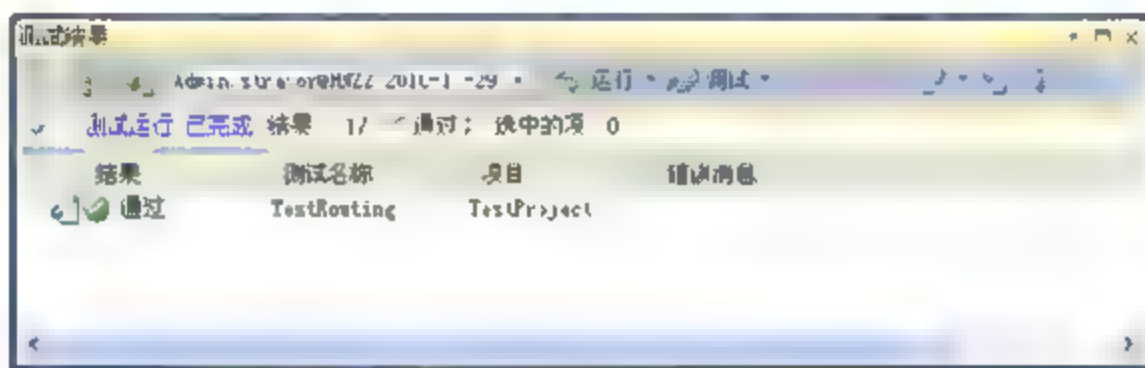 测试结果
运行 调试
测试运行 已完成 结果 通过; 选中的项 0
结果 测试名称 项目 错误消息
通过 TestRouting TestProject